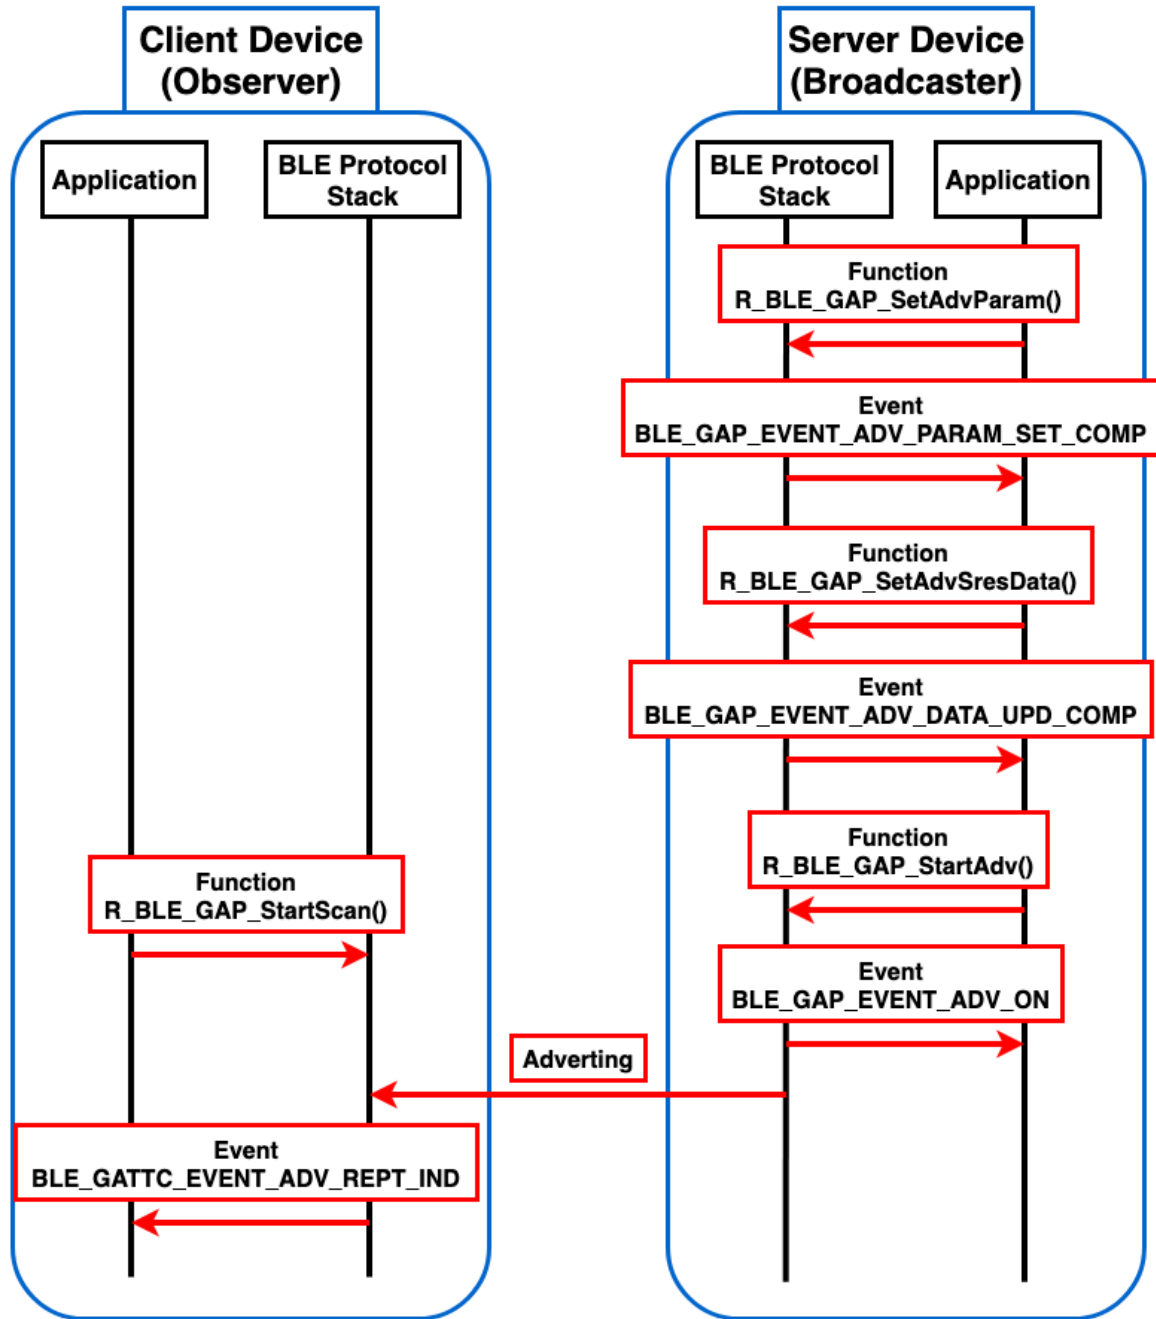 Client Device
(Observer)
Server Device
(Broadcaster)
Application
BLE Protocol
Stack
BLE Protocol
Stack
Application
Function
R_BLE_GAP_SetAdvParam()
Event
BLE_GAP_EVENT_ADV_PARAM_SET_COMP
Function
R_BLE_GAP_SetAdvSresData()
Event
BLE_GAP_EVENT_ADV_DATA_UPD_COMP
Function
R_BLE_GAP_StartAdv()
Function
R_BLE_GAP_StartScan()
Event
BLE_GAP_EVENT_ADV_ON
Adverting
Event
BLE_GATTC_EVENT_ADV_REPT_IND